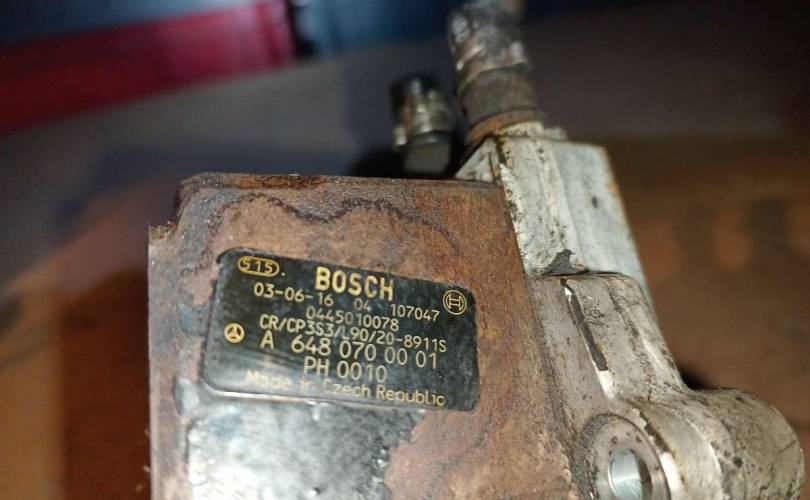 515.
BOSCH
03-06-16 04 107047
0445010078
CR/CP3S3/L90/20-8911S
A 648 070 00 01
PH 0010
Made in Czech Republic